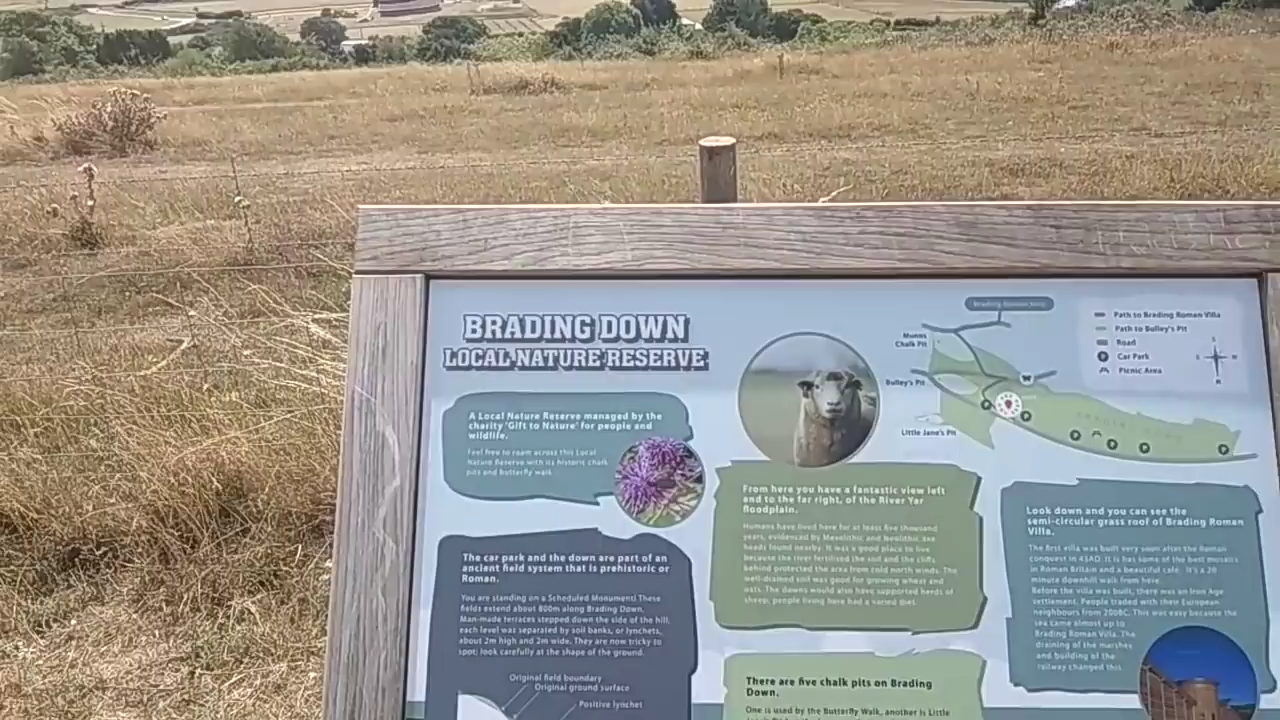 BRADING DOWN
LOCAL NATURE RESERVE
A Local Nature Reserve managed by the
charity 'Gift to Nature' for people and
wildlife.
Feel free to roam across this Local
Nature Reserve with its historic chalk
pits and butterfly walk
The car park and the down are part of an
ancient field system that is prehistoric or
Roman.
You are standing on a Scheduled Monument! These
fields extend about 800m along Brading Down.
Man-made terraces stepped down the side of the hill,
each level was separated by soil banks, or lynchets,
about 2m high and 2m wide. They are now tricky to
spot; look carefully at the shape of the ground.
Original field boundary
Original ground surface
Positive lynchet
From here you have a fantastic view left
and to the far right, of the River Yar
floodplain.
Humans have lived here for at least five thousand
years, evidenced by Mesolithic and Neolithic axe
heads found nearby. It was a good place to live
because the river fertilised the soil and the cliffs
behind protected the area from cold north winds. The
well-drained soil was good for growing wheat and
oats. The downs would also have supported herds of
sheep, people living here had a varied diet.
There are five chalk pits on Brading
Down.
One is used by the Butterfly Walk, another is Little
Brading Roman Villa
Munns
Chalk Pit
Bulley's Pit
Little Jane's Pit
Path to Brading Roman Villa
Path to Bulley's Pit
Road
P Car Park
Picnic Area
Look down and you can see the
semi-circular grass roof of Brading Roman
Villa.
The first villa was built very soon after the Roman
conquest in 43AD. It has some of the best mosaics
in Roman Britain and a beautiful cafe. It's a 20
minute downhill walk from here.
Before the villa was built, there was an Iron Age
settlement. People traded with their European
neighbours from 200BC. This was easy because the
sea came almost up to
Brading Roman Villa. The
draining of the marshes
and building of the
railway changed this.